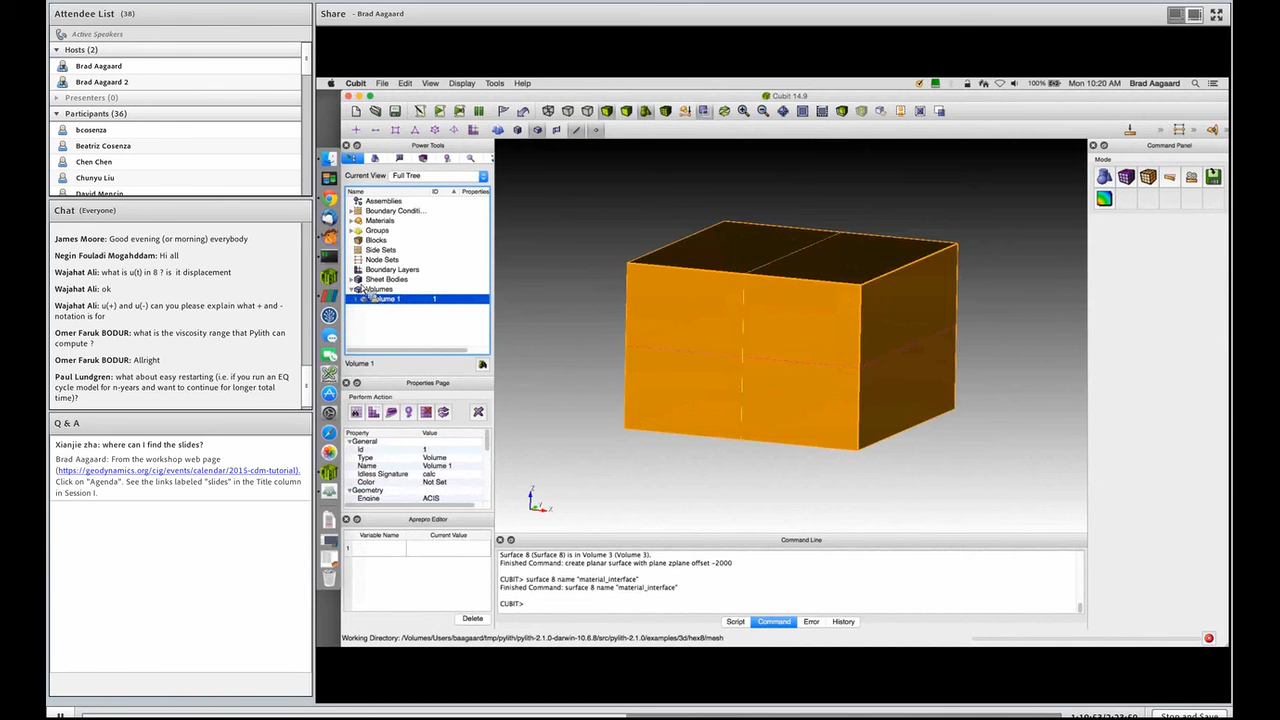 Attendee List (38)
Active Speakers
Hosts (2)
Brad Aagaard
Brad Aagaard 2
Presenters (0)
Participants (36)
bcosenza
Beatriz Cosenza
Chen Chen
Chunyu Liu
David Mencin
Chat (Everyone)
James Moore: Good evening (or morning) everybody
Negin Fouladi Mogahddam: Hi all
Wajahat Ali: what is u(t) in 8 ? is it displacement
Wajahat Ali: ok
Wajahat Ali: u(+) and u(-) can you please explain what + and -
notation is for
Omer Faruk BODUR: what is the viscosity range that Pylith can
compute ?
Omer Faruk BODUR: Allright
Paul Lundgren: what about easy restarting (i.e. if you run an EQ
cycle model for n-years and want to continue for longer total
time)?
Q & A
Xianjie zha: where can I find the slides?
Brad Aagaard: From the workshop web page
(https://geodynamics.org/cig/events/calendar/2015-cdm-tutorial).
Click on "Agenda". See the links labeled "slides" in the Title column
in Session I.
Share - Brad Aagaard
Cubit File Edit View Display Tools Help
100% Mon 10:20 AM Brad Aagaard
Cubit 14.9
Power Tools
Current View Full Tree
Name ID Properties
Assemblies
Boundary Conditi...
Materials
Groups
Blocks
Side Sets
Node Sets
Boundary Layers
Sheet Bodies
Volumes
Volume 1 1
Volume 1
Properties Page
Perform Action
Property Value
General
Id 1
Type Volume
Name Volume 1
Idless Signature calc
Color Not Set
Geometry
Engine ACIS
Aprepro Editor
Variable Name Current Value
1
Delete
Z
Y
X
Command Panel
Mode
Command Line
Surface 8 (Surface 8) is in Volume 3 (Volume 3).
Finished Command: create planar surface with plane zplane offset -2000
CUBIT> surface 8 name "material_interface"
Finished Command: surface 8 name "material_interface"
CUBIT>
Script Command Error History
Working Directory: /Volumes/Users/baagaard/tmp/pylith/pylith-2.1.0-darwin-10.6.8/src/pylith-2.1.0/examples/3d/hex8/mesh
1:19:53/2:23:50
Stop and Save